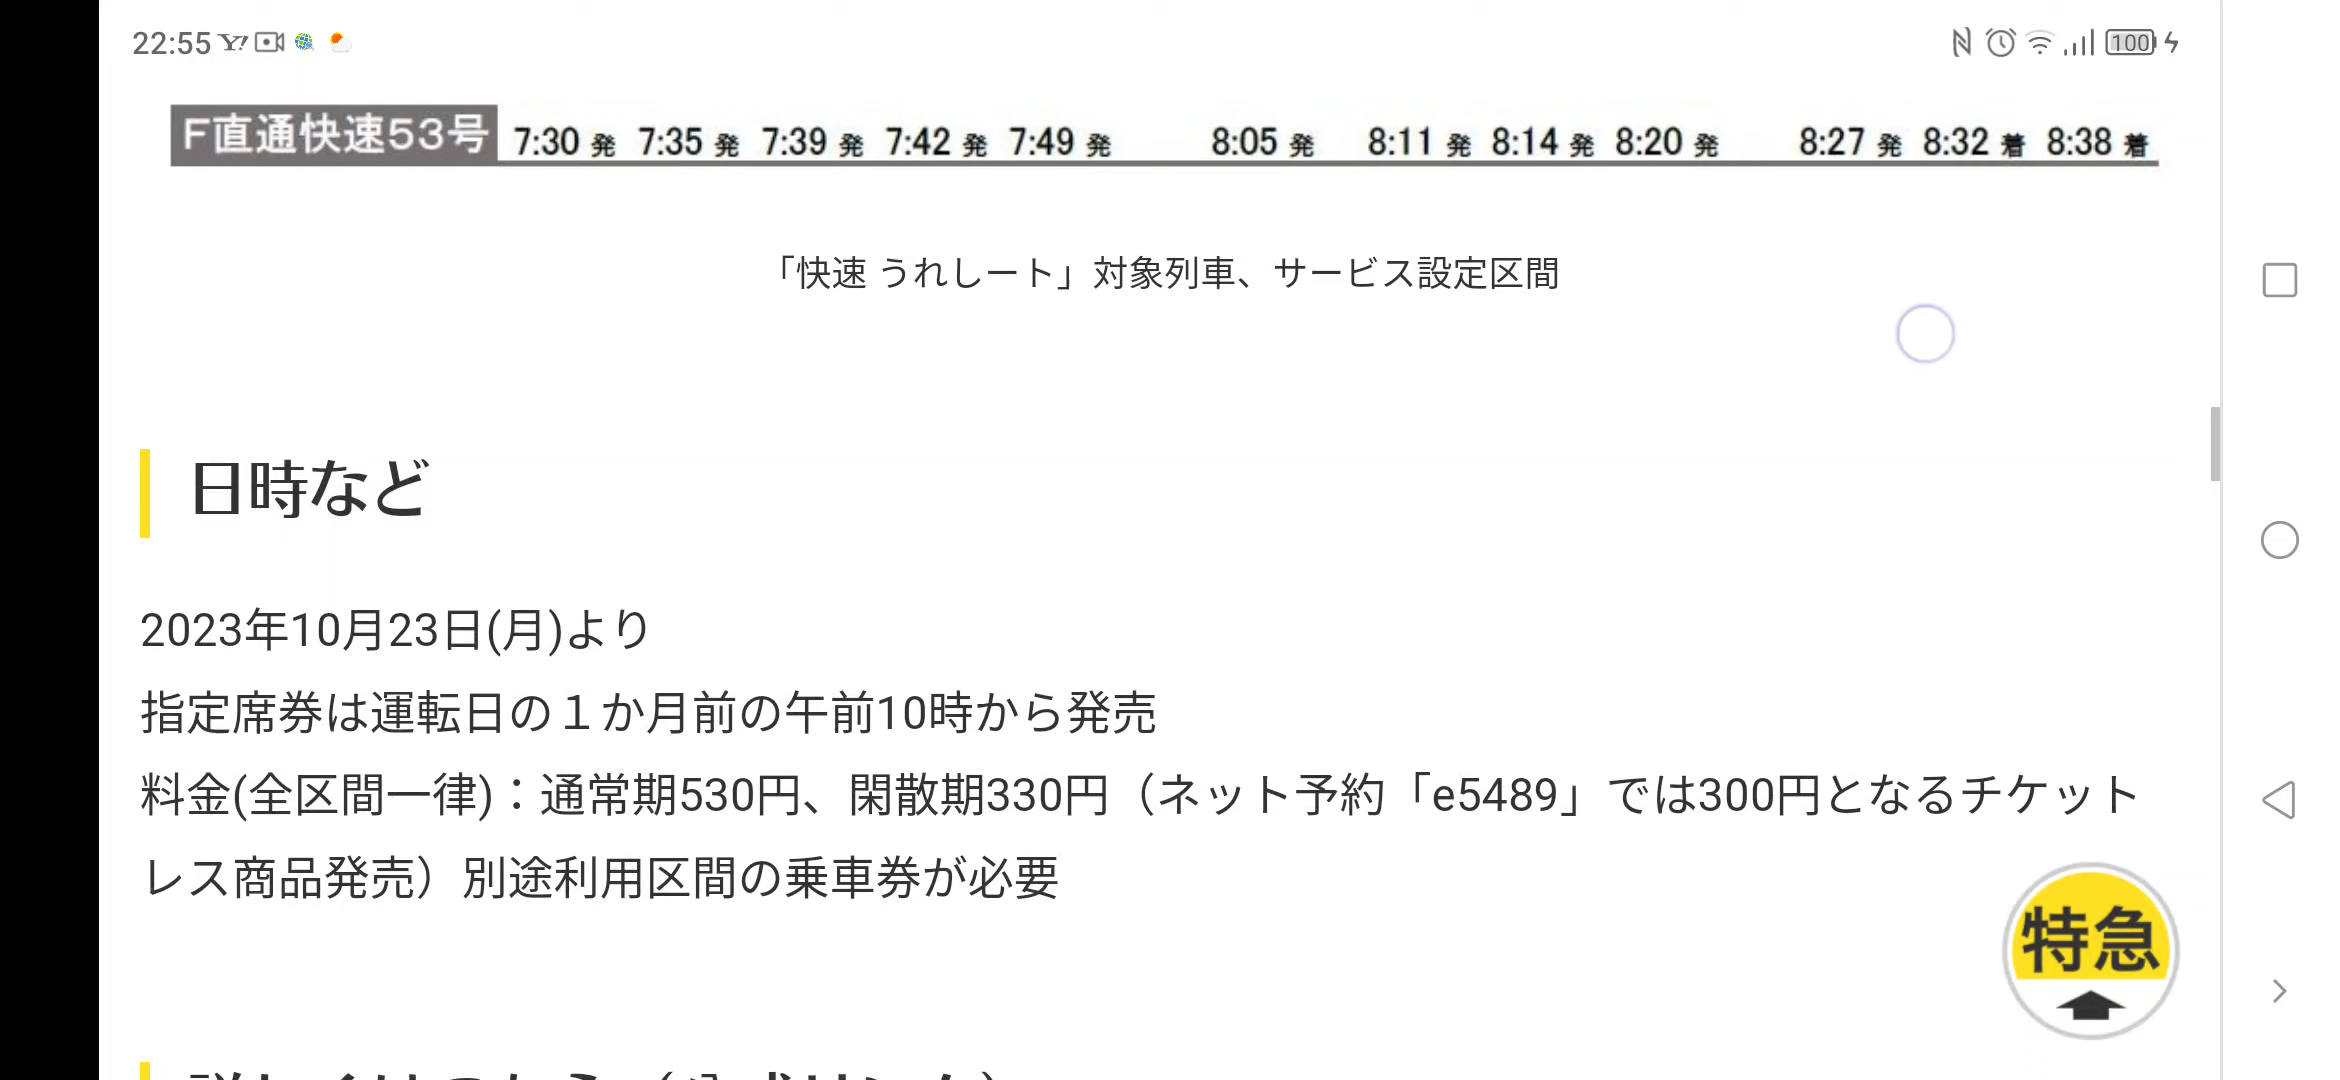 22:55 Y! 100
F直通快速53号 7:30 発 7:35 発 7:39 発 7:42 発 7:49 発 8:05 発 8:11 発 8:14 発 8:20 発 8:27 発 8:32 着 8:38 着
「快速 うれしート」対象列車、サービス設定区間
日時など
2023年10月23日(月)より
指定席券は運転日の１か月前の午前10時から発売
料金(全区間一律)：通常期530円、閑散期330円（ネット予約「e5489」では300円となるチケット
レス商品発売）別途利用区間の乗車券が必要
特急